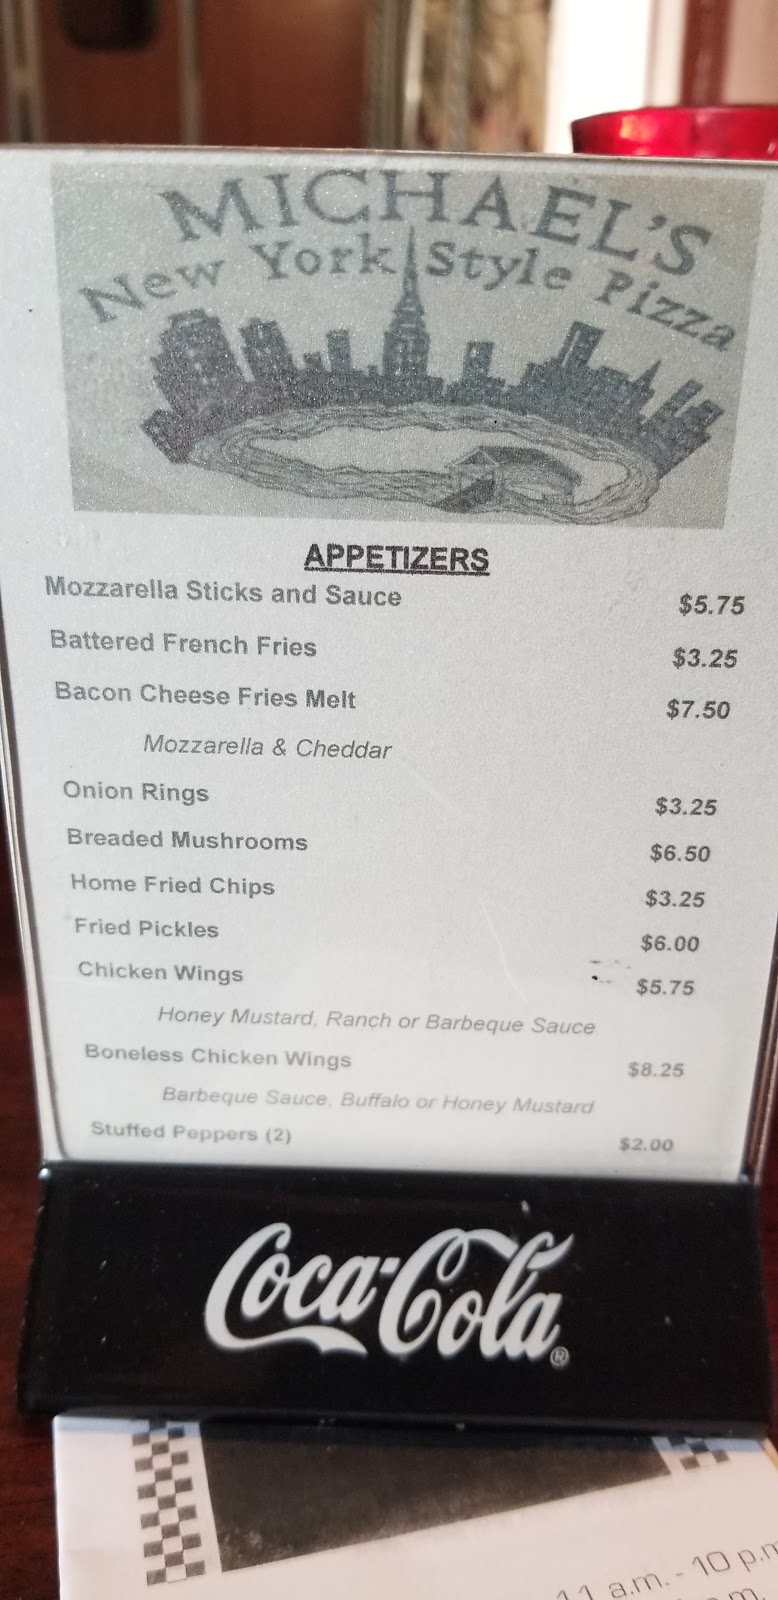 MICHAEL'S
New York Style Pizza
APPETIZERS
Mozzarella Sticks and Sauce $5.75
Battered French Fries $3.25
Bacon Cheese Fries Melt $7.50
Mozzarella & Cheddar
Onion Rings $3.25
Breaded Mushrooms $6.50
Home Fried Chips $3.25
Fried Pickles $6.00
Chicken Wings $5.75
Honey Mustard, Ranch or Barbeque Sauce
Boneless Chicken Wings $8.25
Barbeque Sauce, Buffalo or Honey Mustard
Stuffed Peppers (2) $2.00
Coca-Cola®
11 a.m. - 10 p.m